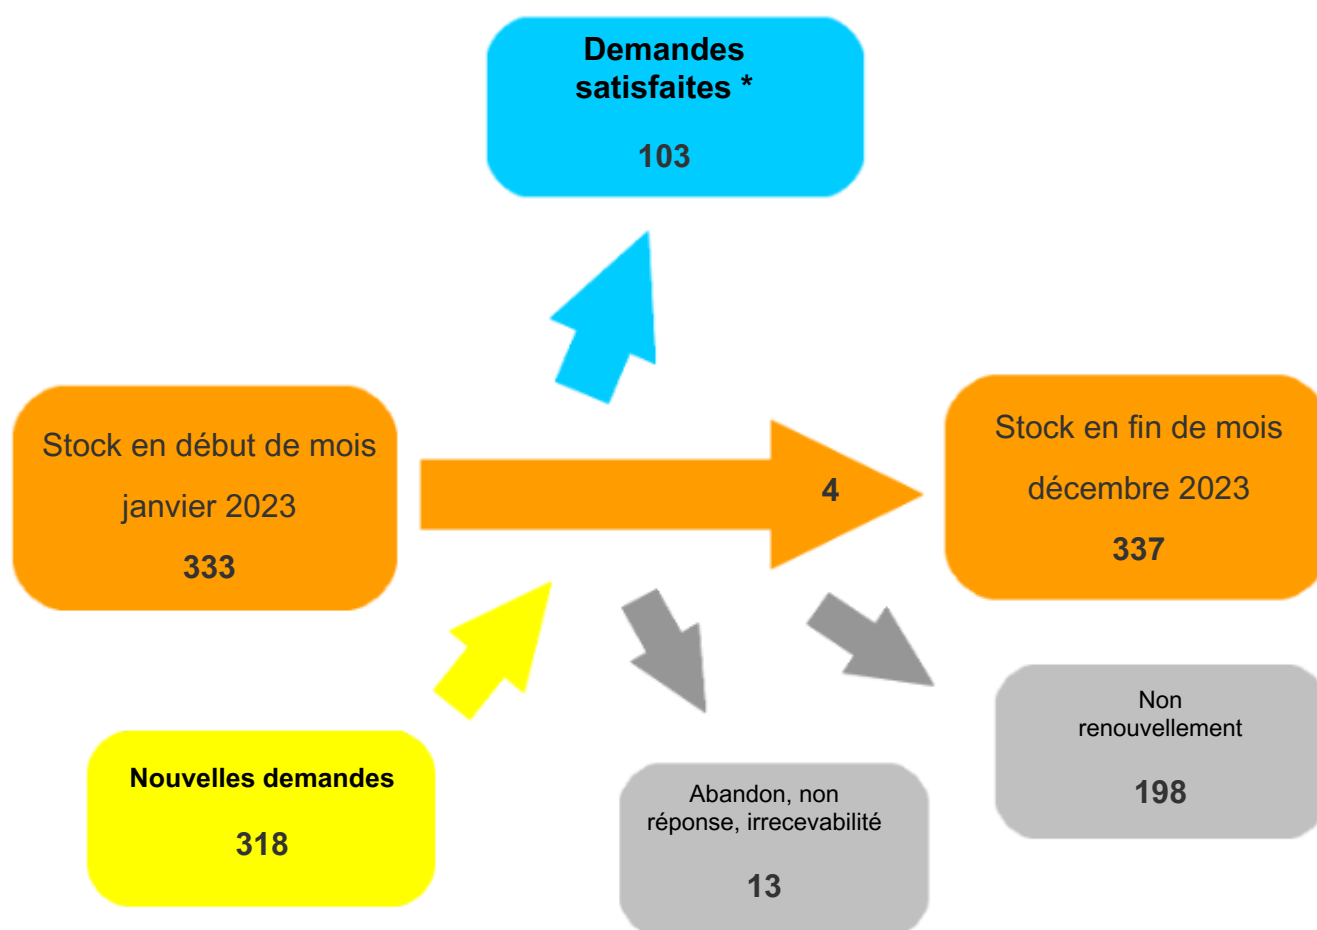 Demandes
satisfaites *
103
Stock en début de mois
janvier 2023
333
4
Stock en fin de mois
décembre 2023
337
Nouvelles demandes
318
Abandon, non
réponse, irrecevabilité
13
Non
renouvellement
198